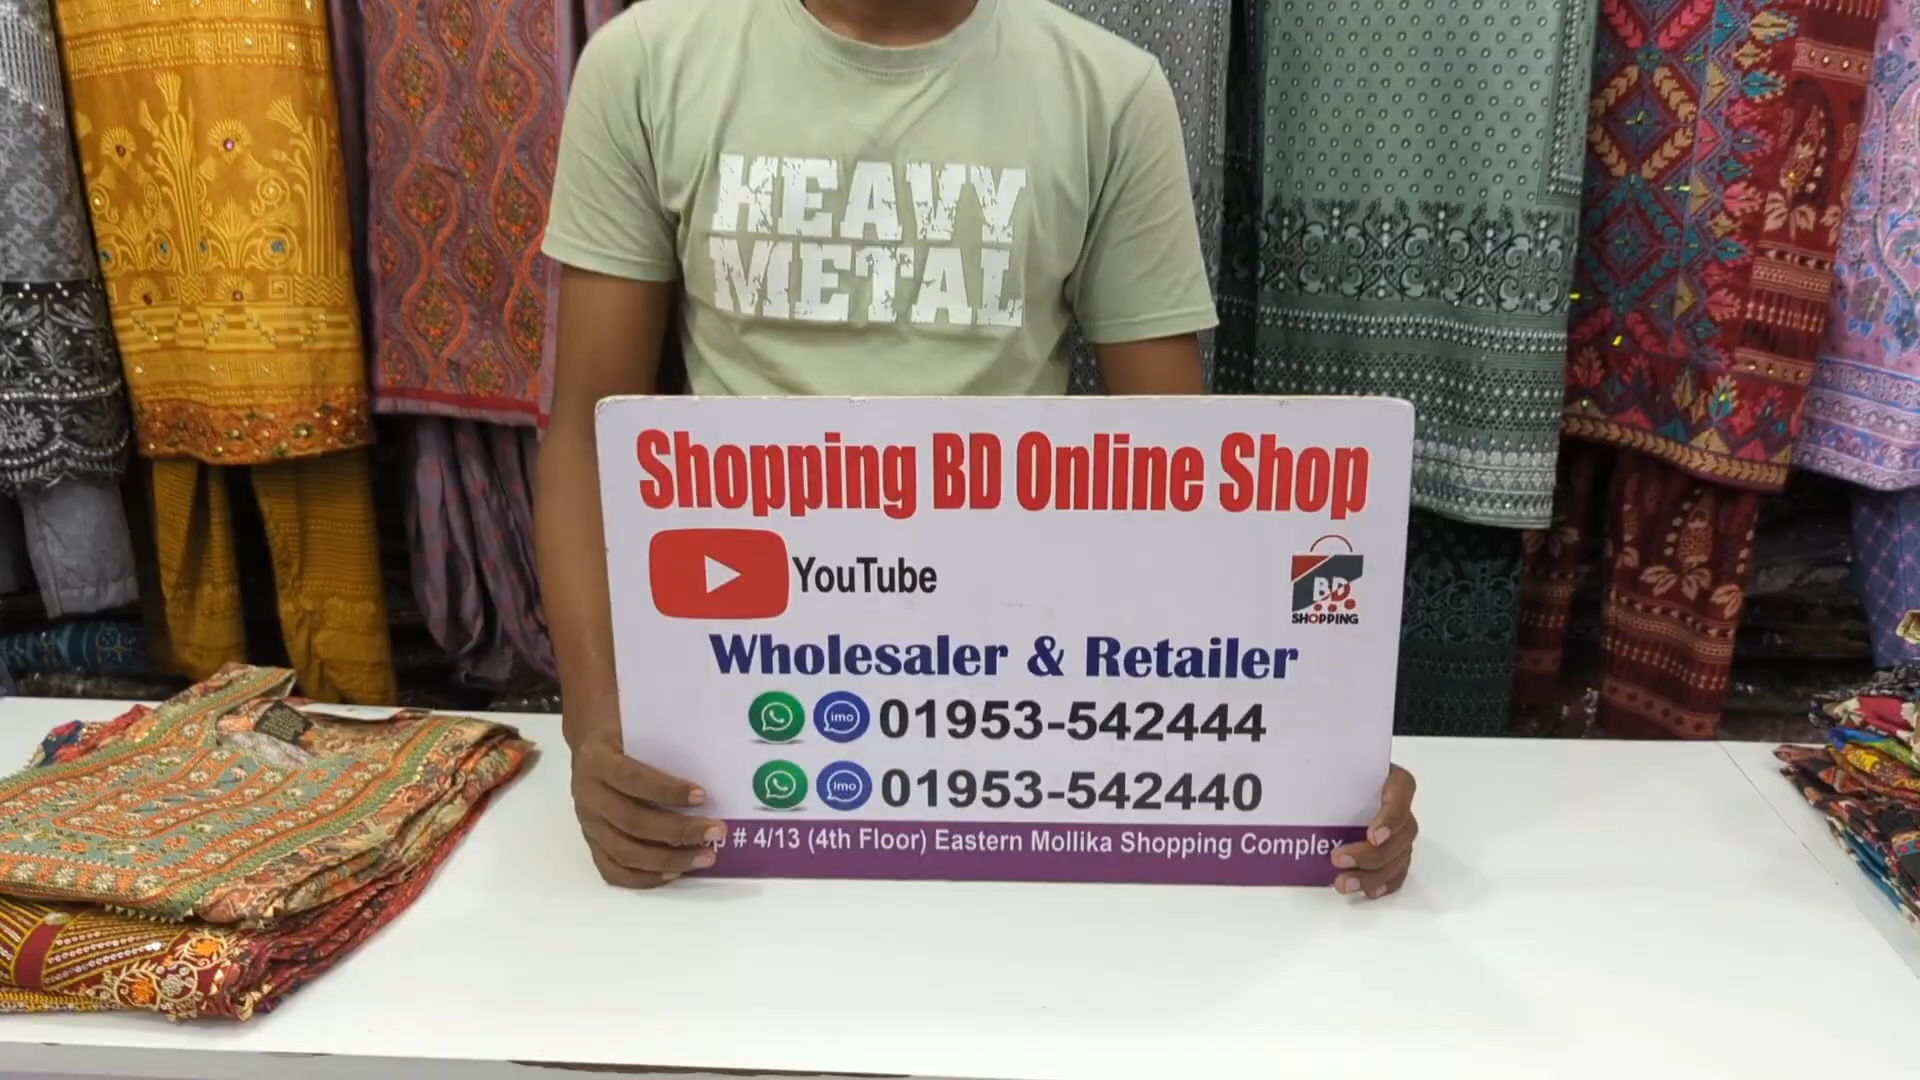 HEAVY
METAL
Shopping BD Online Shop
YouTube
BD
SHOPPING
Wholesaler & Retailer
imo 01953-542444
imo 01953-542440
# 4/13 (4th Floor) Eastern Mollika Shopping Complex